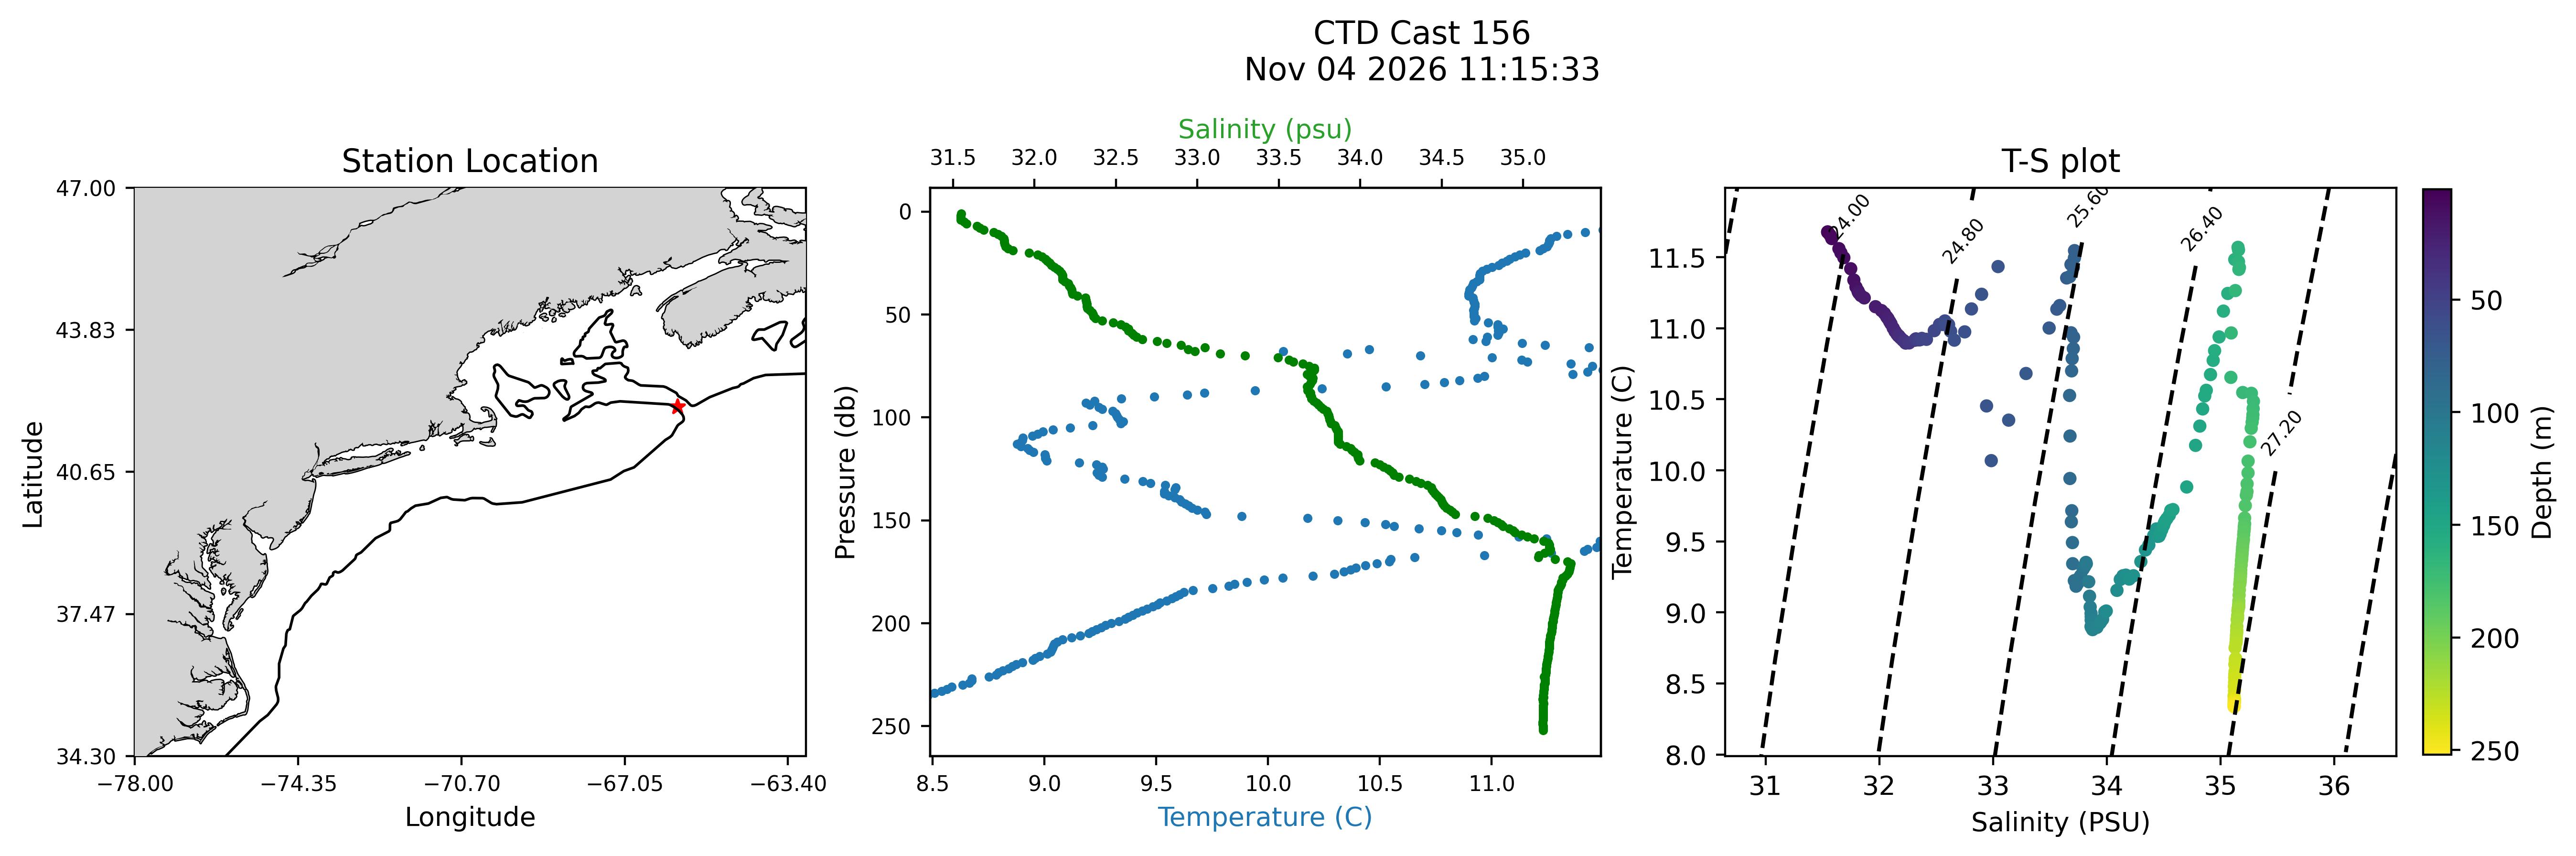 CTD Cast 156
Nov 04 2026 11:15:33
Station Location
47.00
43.83
40.65
37.47
34.30
−78.00
−74.35
−70.70
−67.05
−63.40
Latitude
Longitude
Salinity (psu)
31.5 32.0 32.5 33.0 33.5 34.0 34.5 35.0
0
50
100
150
200
250
Pressure (db)
8.5 9.0 9.5 10.0 10.5 11.0
Temperature (C)
T-S plot
11.5
11.0
10.5
10.0
9.5
9.0
8.5
8.0
Temperature (C)
24.00
24.80
25.60
26.40
27.20
31 32 33 34 35 36
Salinity (PSU)
50
100
150
200
250
Depth (m)